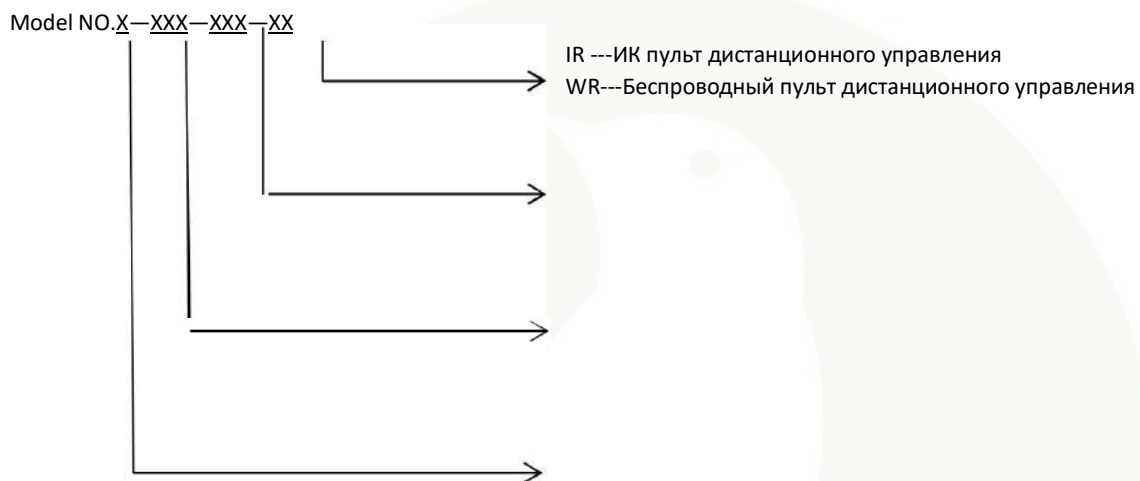 Model NO.X—XXX—XXX—XX
IR ---ИК пульт дистанционного управления
WR---Беспроводный пульт дистанционного управления